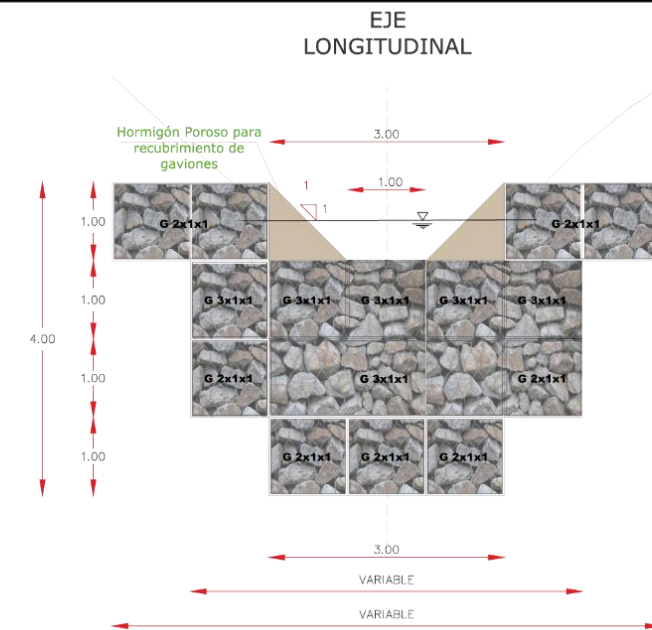 EJE
LONGITUDINAL
Hormigón Poroso para
recubrimiento de
gaviones
3.00
1.00
1
1
1.00
G 2x1x1
G 2x1x1
1.00
G 3x1x1
G 3x1x1
G 3x1x1
G 3x1x1
G 3x1x1
4.00
1.00
G 2x1x1
G 3x1x1
G 2x1x1
1.00
G 2x1x1
G 2x1x1
G 2x1x1
3.00
VARIABLE
VARIABLE